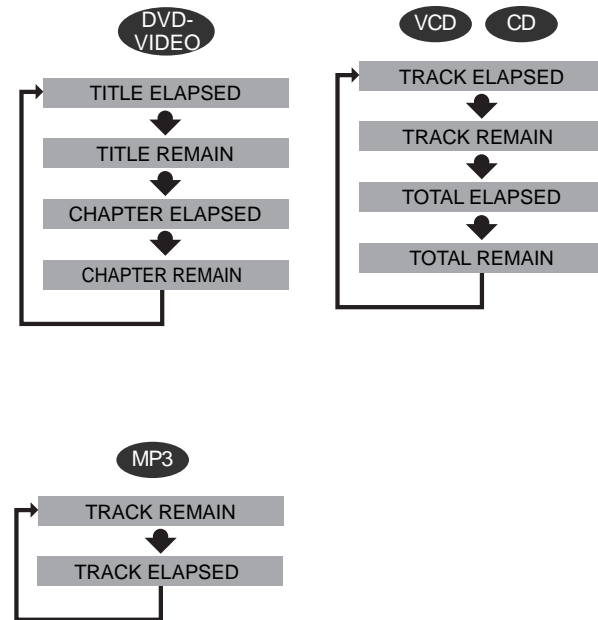 DVD-
VIDEO
TITLE ELAPSED
TITLE REMAIN
CHAPTER ELAPSED
CHAPTER REMAIN
VCD CD
TRACK ELAPSED
TRACK REMAIN
TOTAL ELAPSED
TOTAL REMAIN
MP3
TRACK REMAIN
TRACK ELAPSED